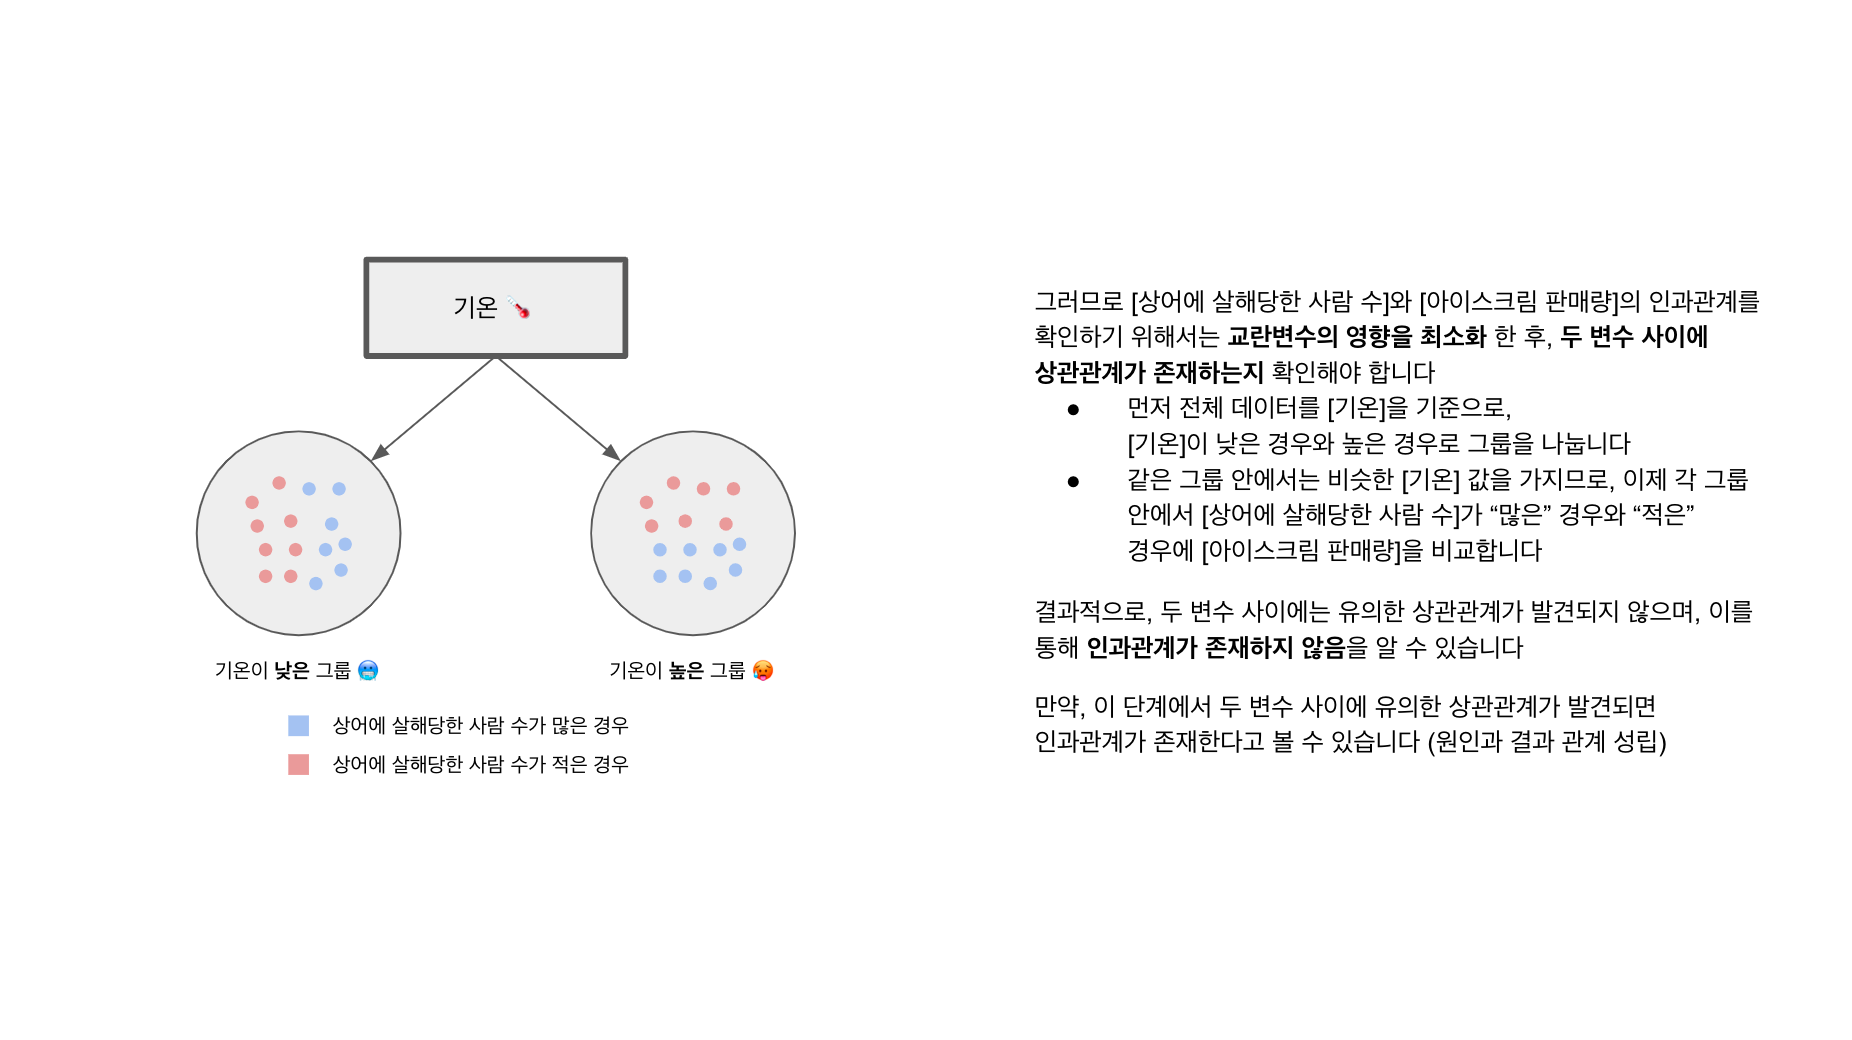 기온
기온이 낮은 그룹
기온이 높은 그룹
상어에 살해당한 사람 수가 많은 경우
상어에 살해당한 사람 수가 적은 경우
그러므로 [상어에 살해당한 사람 수]와 [아이스크림 판매량]의 인과관계를
확인하기 위해서는 교란변수의 영향을 최소화 한 후, 두 변수 사이에
상관관계가 존재하는지 확인해야 합니다
● 먼저 전체 데이터를 [기온]을 기준으로,
[기온]이 낮은 경우와 높은 경우로 그룹을 나눕니다
● 같은 그룹 안에서는 비슷한 [기온] 값을 가지므로, 이제 각 그룹
안에서 [상어에 살해당한 사람 수]가 “많은” 경우와 “적은”
경우에 [아이스크림 판매량]을 비교합니다
결과적으로, 두 변수 사이에는 유의한 상관관계가 발견되지 않으며, 이를
통해 인과관계가 존재하지 않음을 알 수 있습니다
만약, 이 단계에서 두 변수 사이에 유의한 상관관계가 발견되면
인과관계가 존재한다고 볼 수 있습니다 (원인과 결과 관계 성립)